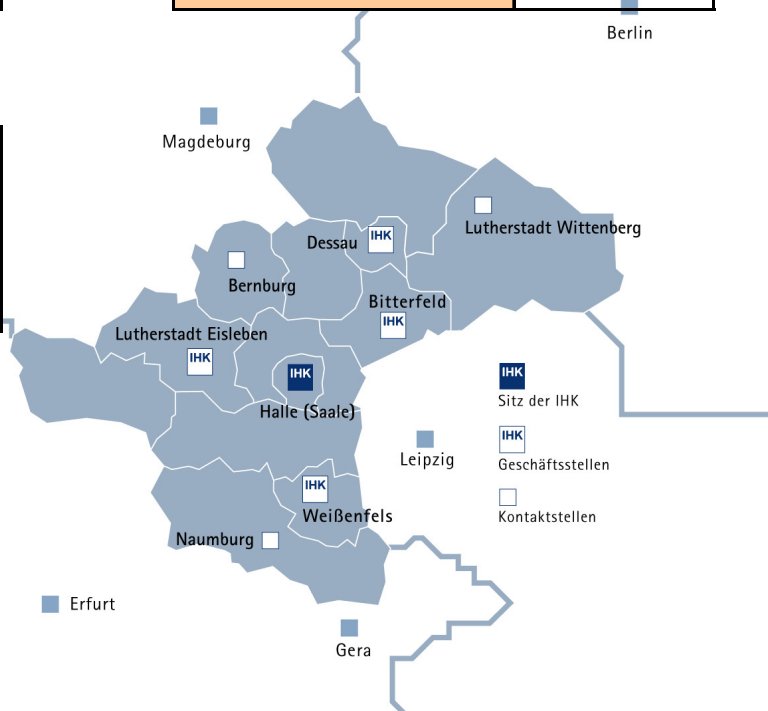 Berlin
Magdeburg
Lutherstadt Wittenberg
IHK
Dessau
Bernburg
Bitterfeld
IHK
Lutherstadt Eisleben
IHK
IHK
Halle (Saale)
IHK
Sitz der IHK
IHK
Geschäftsstellen
Kontaktstellen
Leipzig
IHK
Weißenfels
Naumburg
Erfurt
Gera